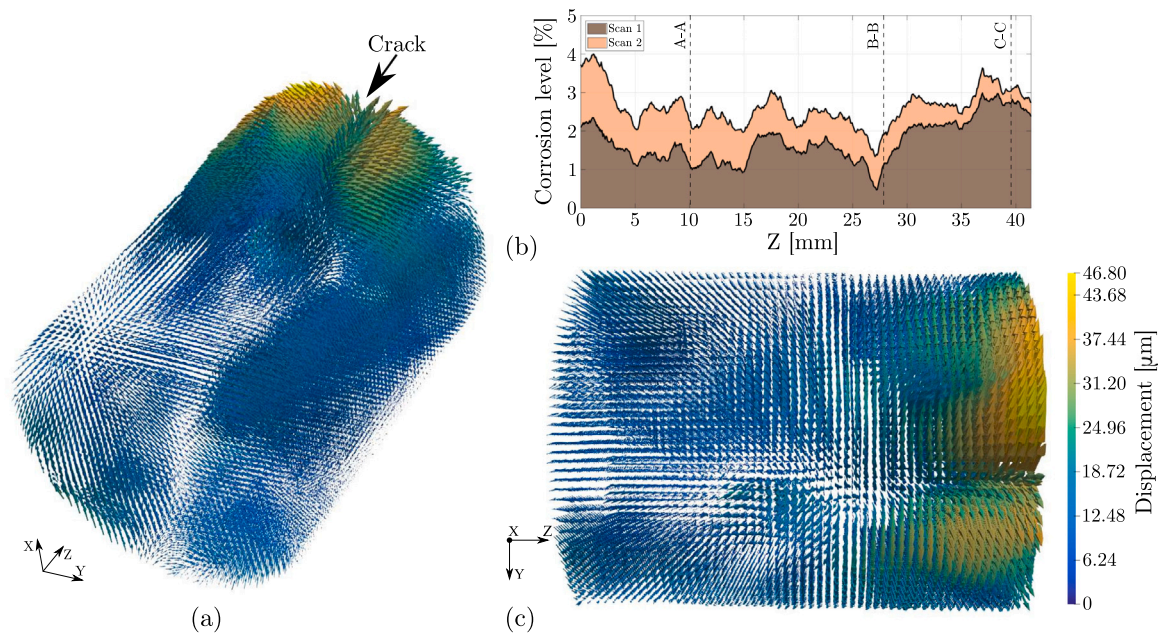 Crack
X
Z
Y
(a)
Corrosion level [%]
5
4
3
2
1
0
Scan 1
Scan 2
A-A
B-B
C-C
0
5
10
15
20
25
30
35
40
Z [mm]
(b)
X
Z
Y
(c)
46.80
43.68
37.44
31.20
24.96
18.72
12.48
6.24
0
Displacement [µm]